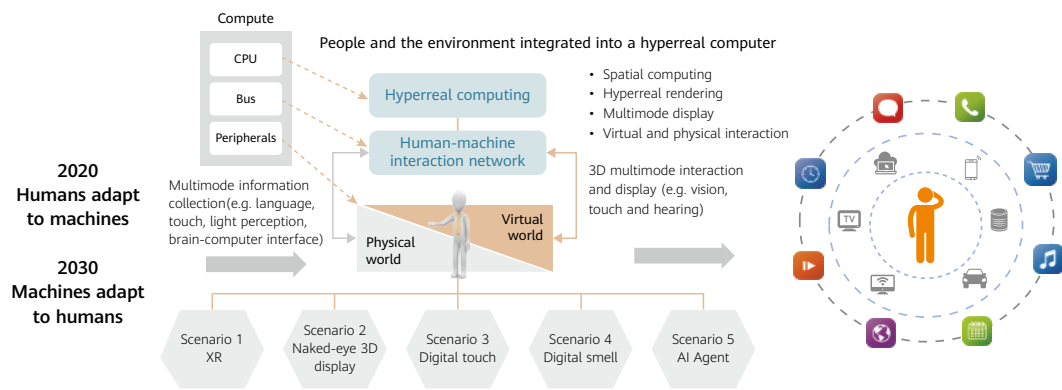 Compute
CPU
Bus
Peripherals
People and the environment integrated into a hyperreal computer
Hyperreal computing
Human-machine
interaction network
• Spatial computing
• Hyperreal rendering
• Multimode display
• Virtual and physical interaction
2020
Humans adapt
to machines
2030
Machines adapt
to humans
Multimode information
collection(e.g. language,
touch, light perception,
brain-computer interface)
Physical
world
Virtual
world
3D multimode interaction
and display (e.g. vision,
touch and hearing)
Scenario 1
XR
Scenario 2
Naked-eye 3D
display
Scenario 3
Digital touch
Scenario 4
Digital smell
Scenario 5
AI Agent
TV